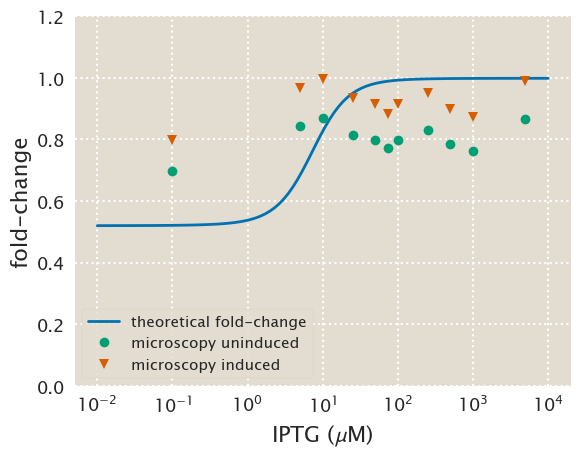 1.2
1.0
0.8
0.6
0.4
0.2
0.0
fold−change
theoretical fold−change
microscopy uninduced
microscopy induced
10⁻² 10⁻¹ 10⁰ 10¹ 10² 10³ 10⁴
IPTG (μM)